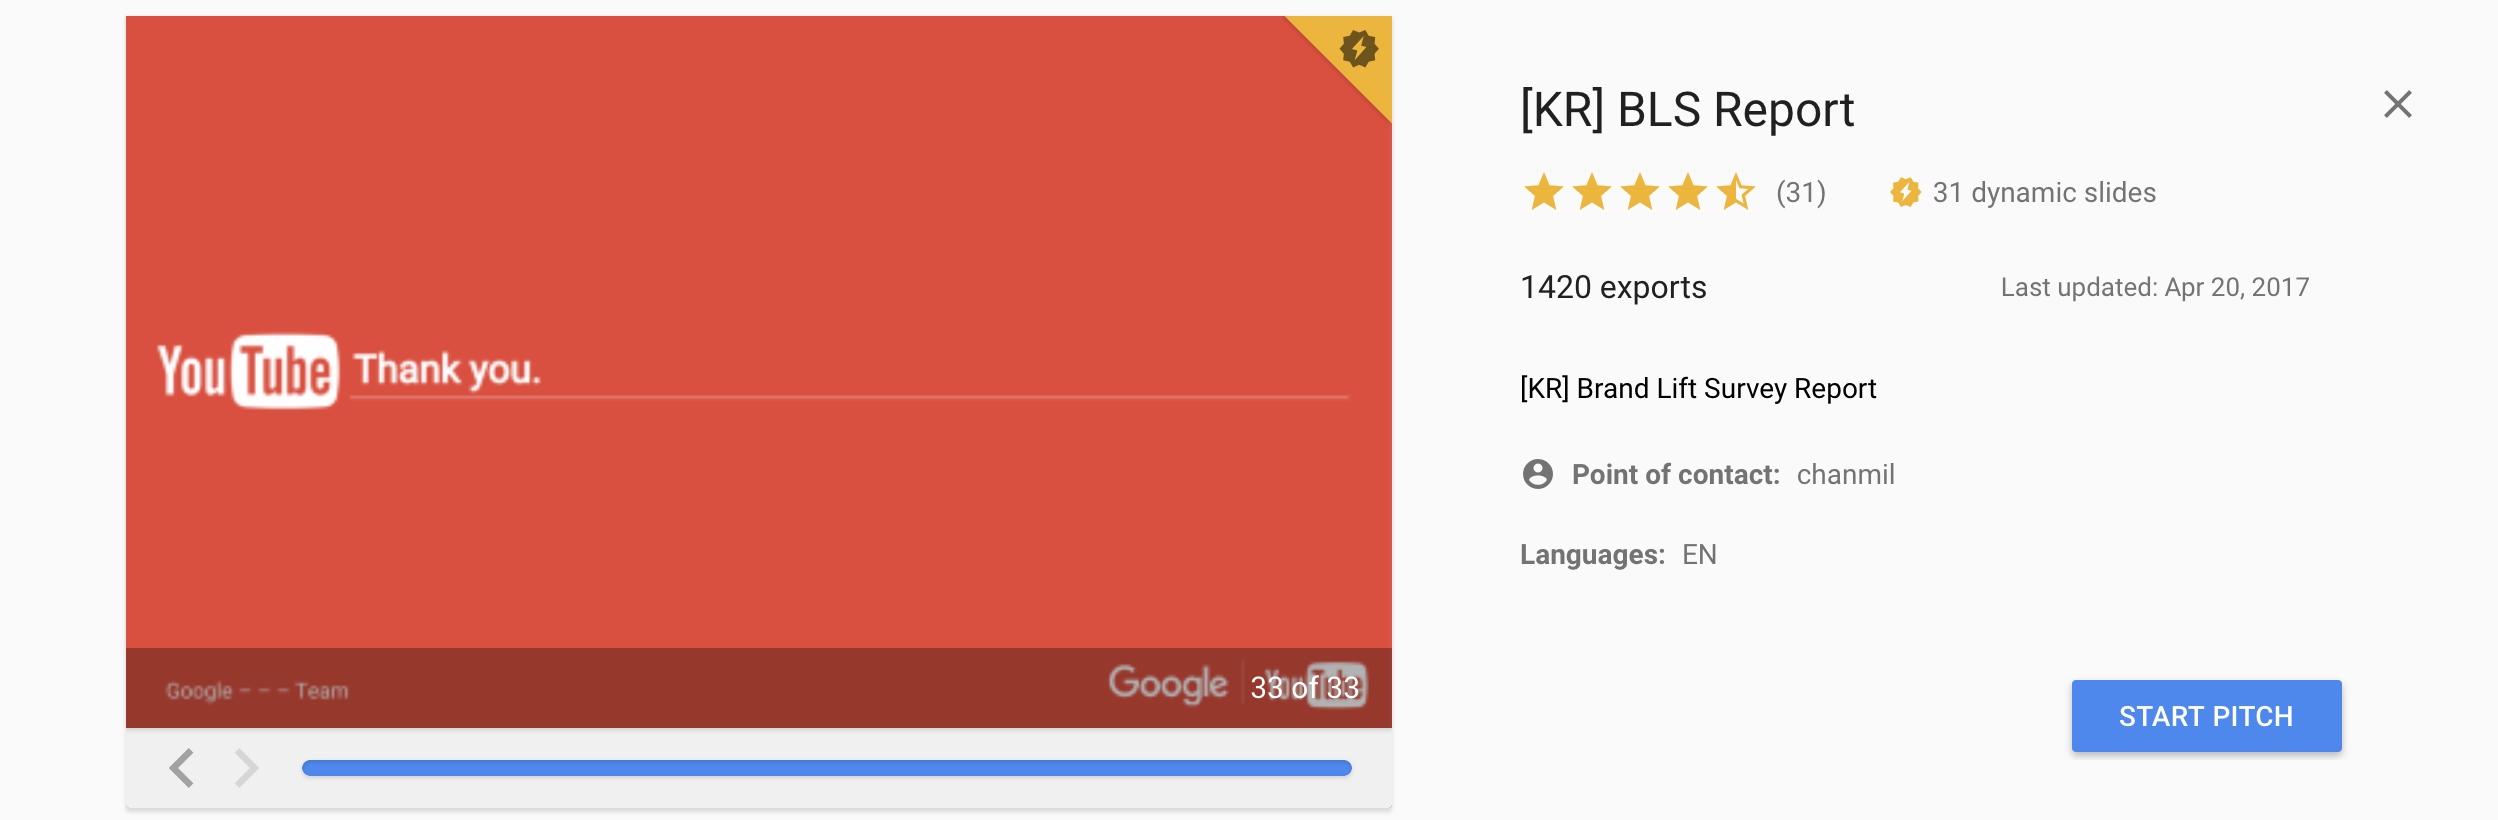 YouTube Thank you.
Google - - - Team
Google
YouTube
33 of 33
[KR] BLS Report
(31)
31 dynamic slides
1420 exports
Last updated: Apr 20, 2017
[KR] Brand Lift Survey Report
Point of contact: chanmil
Languages: EN
START PITCH